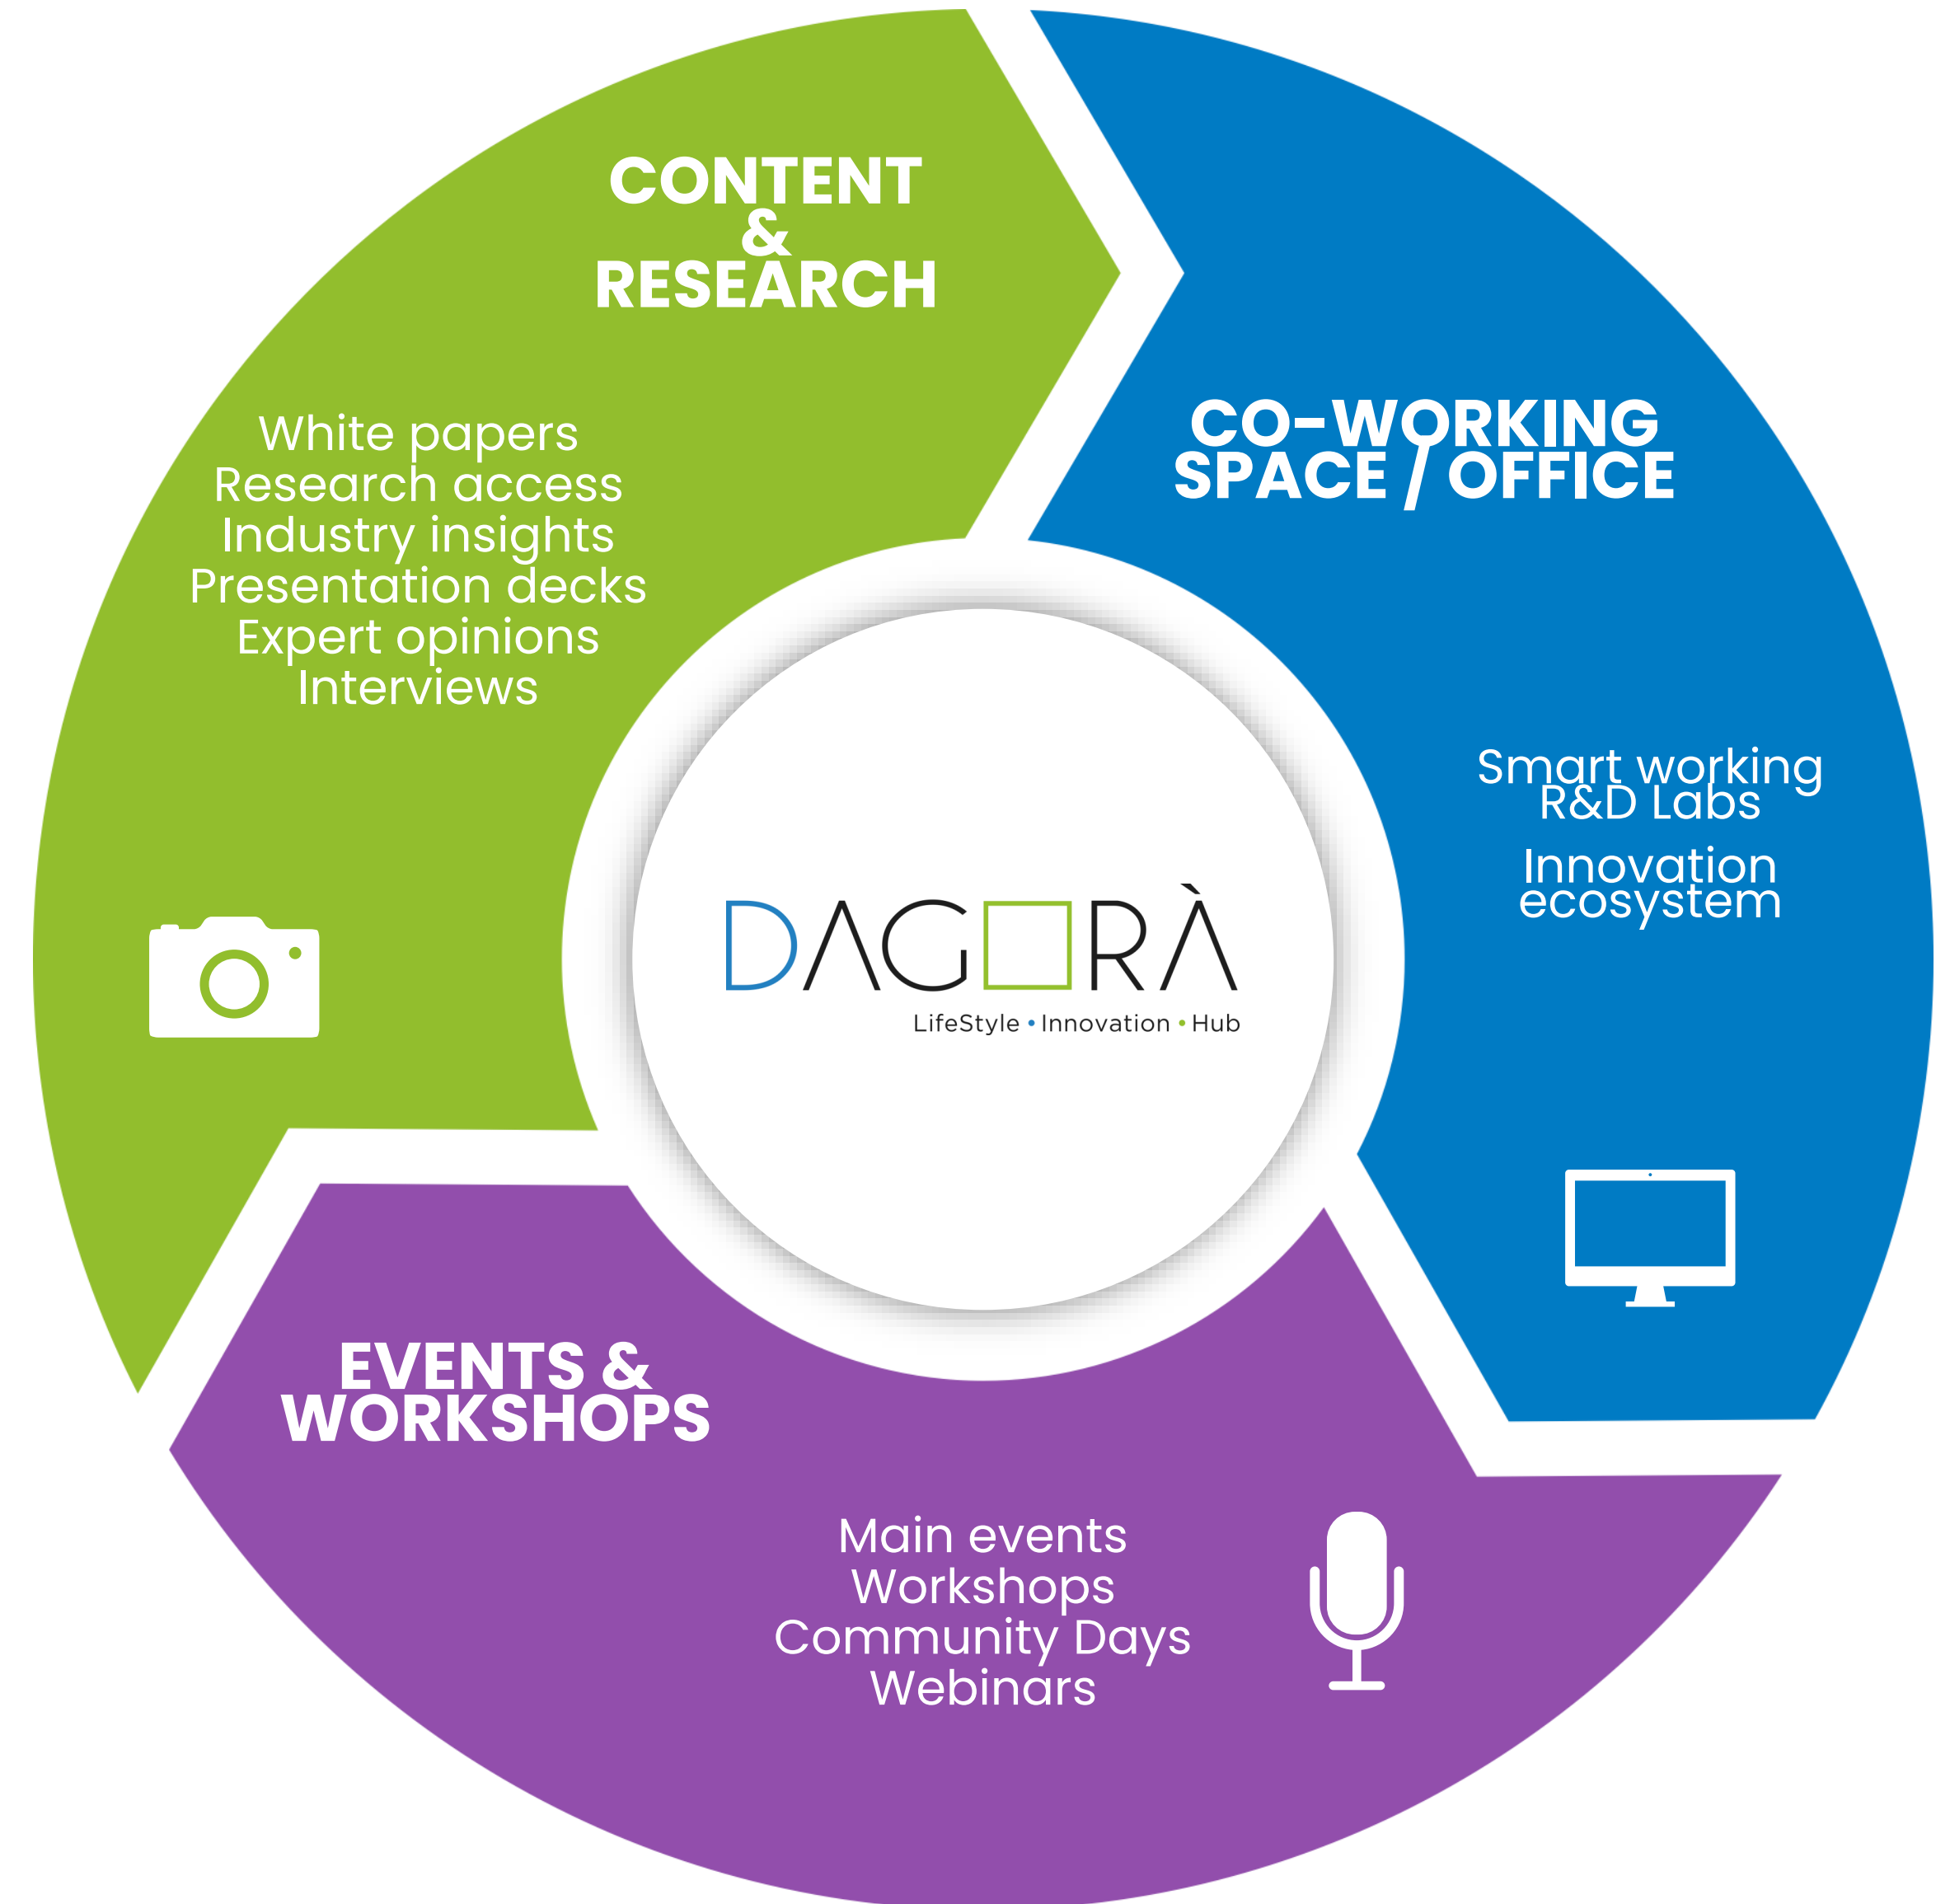 CONTENT
&
RESEARCH
White papers
Research access
Industry insights
Presentation decks
Expert opinions
Interviews
CO-WORKING
SPACE / OFFICE
Smart working
R&D Labs
Innovation
ecosystem
DAGORÀ
LifeStyle • Innovation • Hub
EVENTS &
WORKSHOPS
Main events
Workshops
Community Days
Webinars